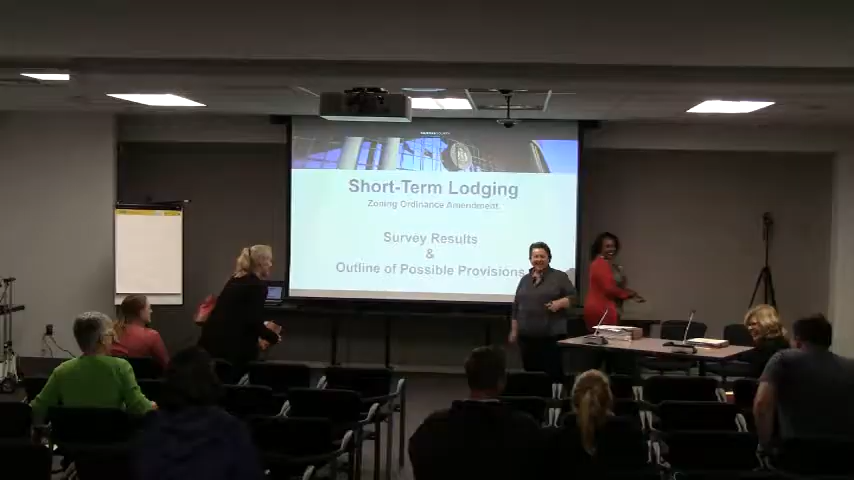 Short-Term Lodging
Zoning Ordinance Amendment
Survey Results
&
Outline of Possible Provisions